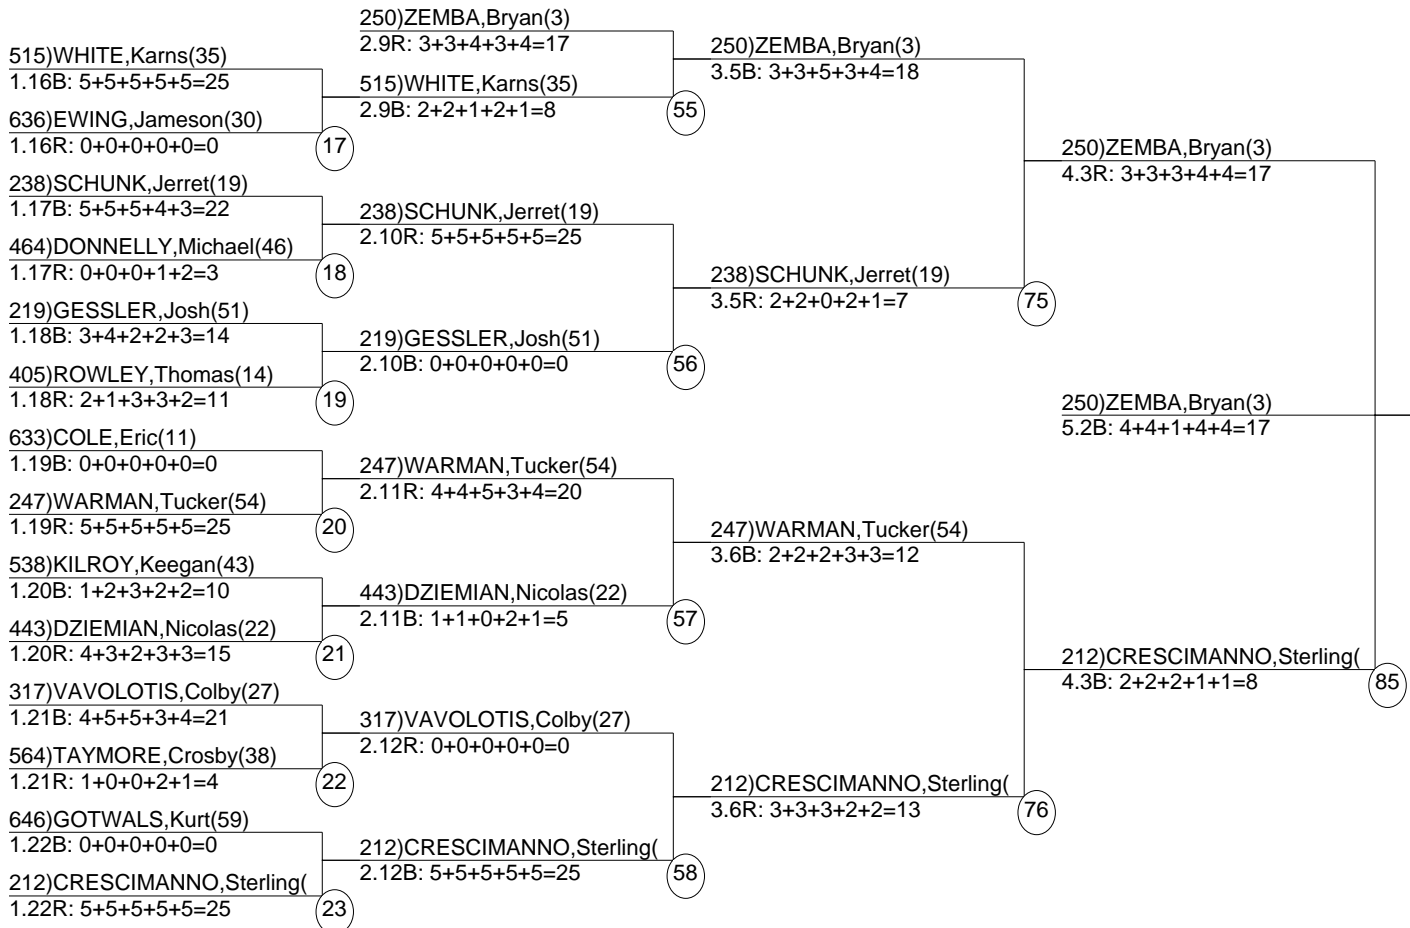 515)WHITE,Karns(35)
1.16B: 5+5+5+5+5=25
636)EWING,Jameson(30)
1.16R: 0+0+0+0+0=0
17
238)SCHUNK,Jerret(19)
1.17B: 5+5+5+4+3=22
464)DONNELLY,Michael(46)
1.17R: 0+0+0+1+2=3
18
219)GESSLER,Josh(51)
1.18B: 3+4+2+2+3=14
405)ROWLEY,Thomas(14)
1.18R: 2+1+3+3+2=11
19
633)COLE,Eric(11)
1.19B: 0+0+0+0+0=0
247)WARMAN,Tucker(54)
1.19R: 5+5+5+5+5=25
20
538)KILROY,Keegan(43)
1.20B: 1+2+3+2+2=10
443)DZIEMIAN,Nicolas(22)
1.20R: 4+3+2+3+3=15
21
317)VAVOLOTIS,Colby(27)
1.21B: 4+5+5+3+4=21
564)TAYMORE,Crosby(38)
1.21R: 1+0+0+2+1=4
22
646)GOTWALS,Kurt(59)
1.22B: 0+0+0+0+0=0
212)CRESCIMANNO,Sterling(
1.22R: 5+5+5+5+5=25
23
250)ZEMBA,Bryan(3)
2.9R: 3+3+4+3+4=17
515)WHITE,Karns(35)
2.9B: 2+2+1+2+1=8
55
238)SCHUNK,Jerret(19)
2.10R: 5+5+5+5+5=25
219)GESSLER,Josh(51)
2.10B: 0+0+0+0+0=0
56
247)WARMAN,Tucker(54)
2.11R: 4+4+5+3+4=20
443)DZIEMIAN,Nicolas(22)
2.11B: 1+1+0+2+1=5
57
317)VAVOLOTIS,Colby(27)
2.12R: 0+0+0+0+0=0
212)CRESCIMANNO,Sterling(
2.12B: 5+5+5+5+5=25
58
250)ZEMBA,Bryan(3)
3.5B: 3+3+5+3+4=18
238)SCHUNK,Jerret(19)
3.5R: 2+2+0+2+1=7
75
247)WARMAN,Tucker(54)
3.6B: 2+2+2+3+3=12
212)CRESCIMANNO,Sterling(
3.6R: 3+3+3+2+2=13
76
250)ZEMBA,Bryan(3)
4.3R: 3+3+3+4+4=17
212)CRESCIMANNO,Sterling(
4.3B: 2+2+2+1+1=8
85
250)ZEMBA,Bryan(3)
5.2B: 4+4+1+4+4=17